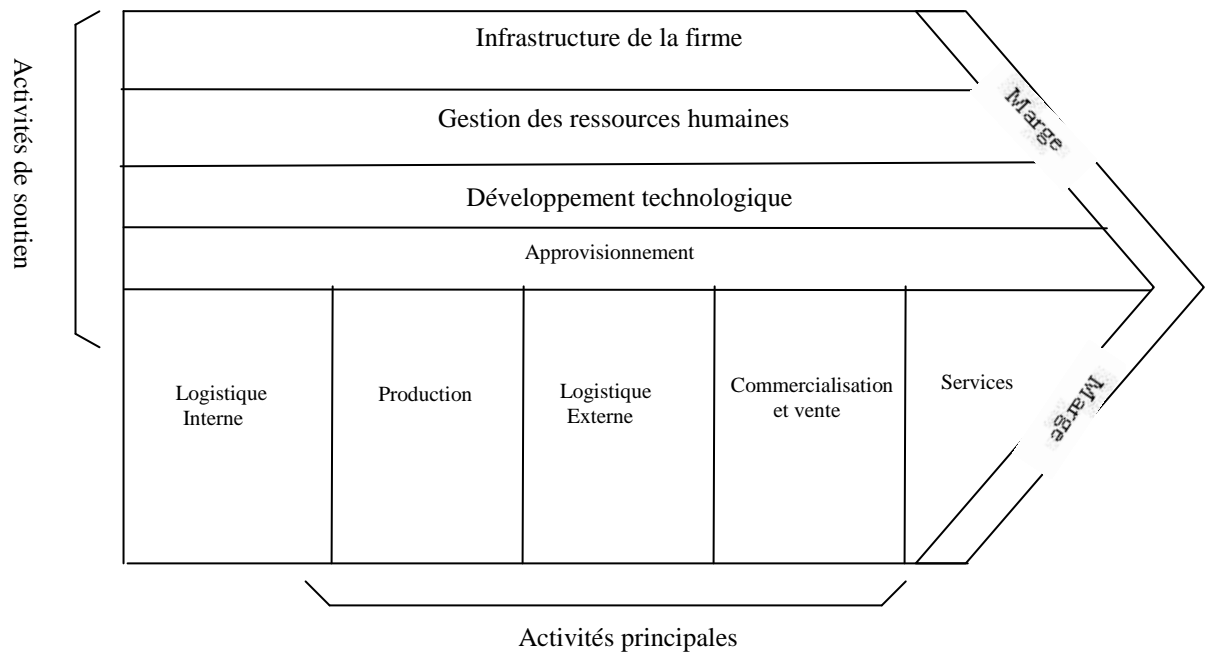 Infrastructure de la firme
Gestion des ressources humaines
Développement technologique
Approvisionnement
Activités de soutien
Marge
Logistique
Interne
Production
Logistique
Externe
Commercialisation
et vente
Services
Marge
Activités principales